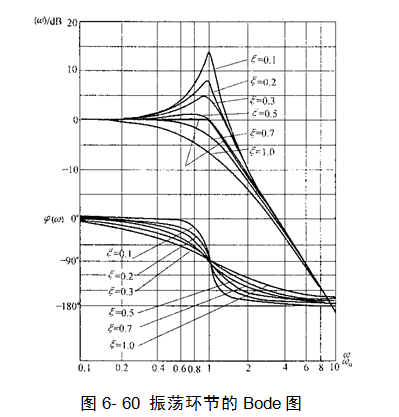 (ω)/dB
20
10
0
-10
ξ=0.1
ξ=0.2
ξ=0.3
ξ=0.5
ξ=0.7
ξ=1.0
φ(ω)
0°
-90°
-180°
ξ=0.1
ξ=0.2
ξ=0.3
ξ=0.5
ξ=0.7
ξ=1.0
0.1 0.2 0.4 0.6 0.8 1 2 4 6 8 10
ω/ωn
图 6- 60 振荡环节的 Bode 图